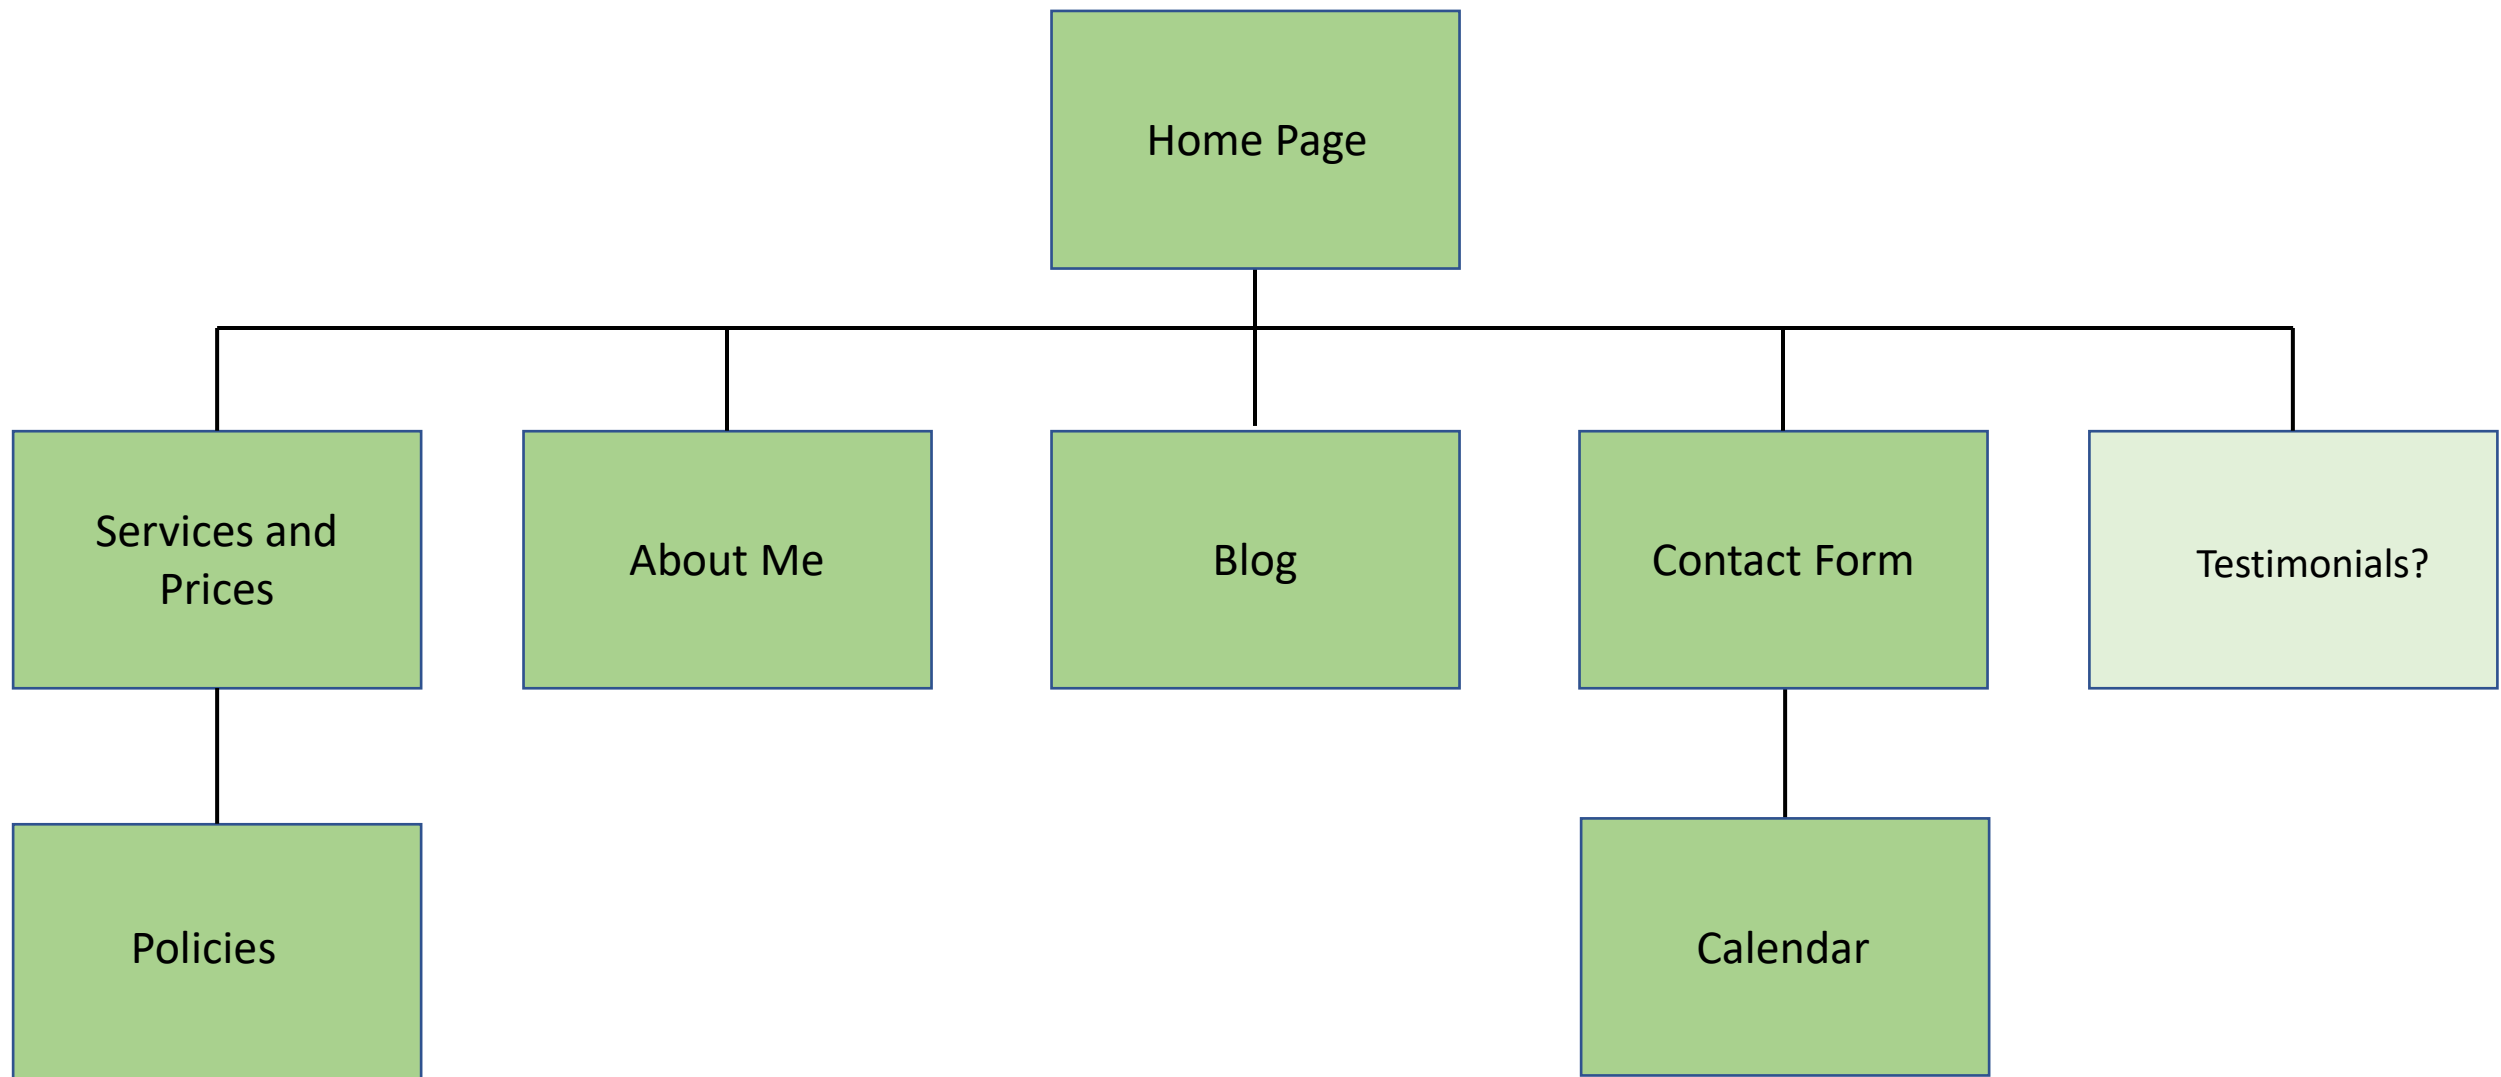 Home Page
Services and
Prices
About Me
Blog
Contact Form
Testimonials?
Policies
Calendar